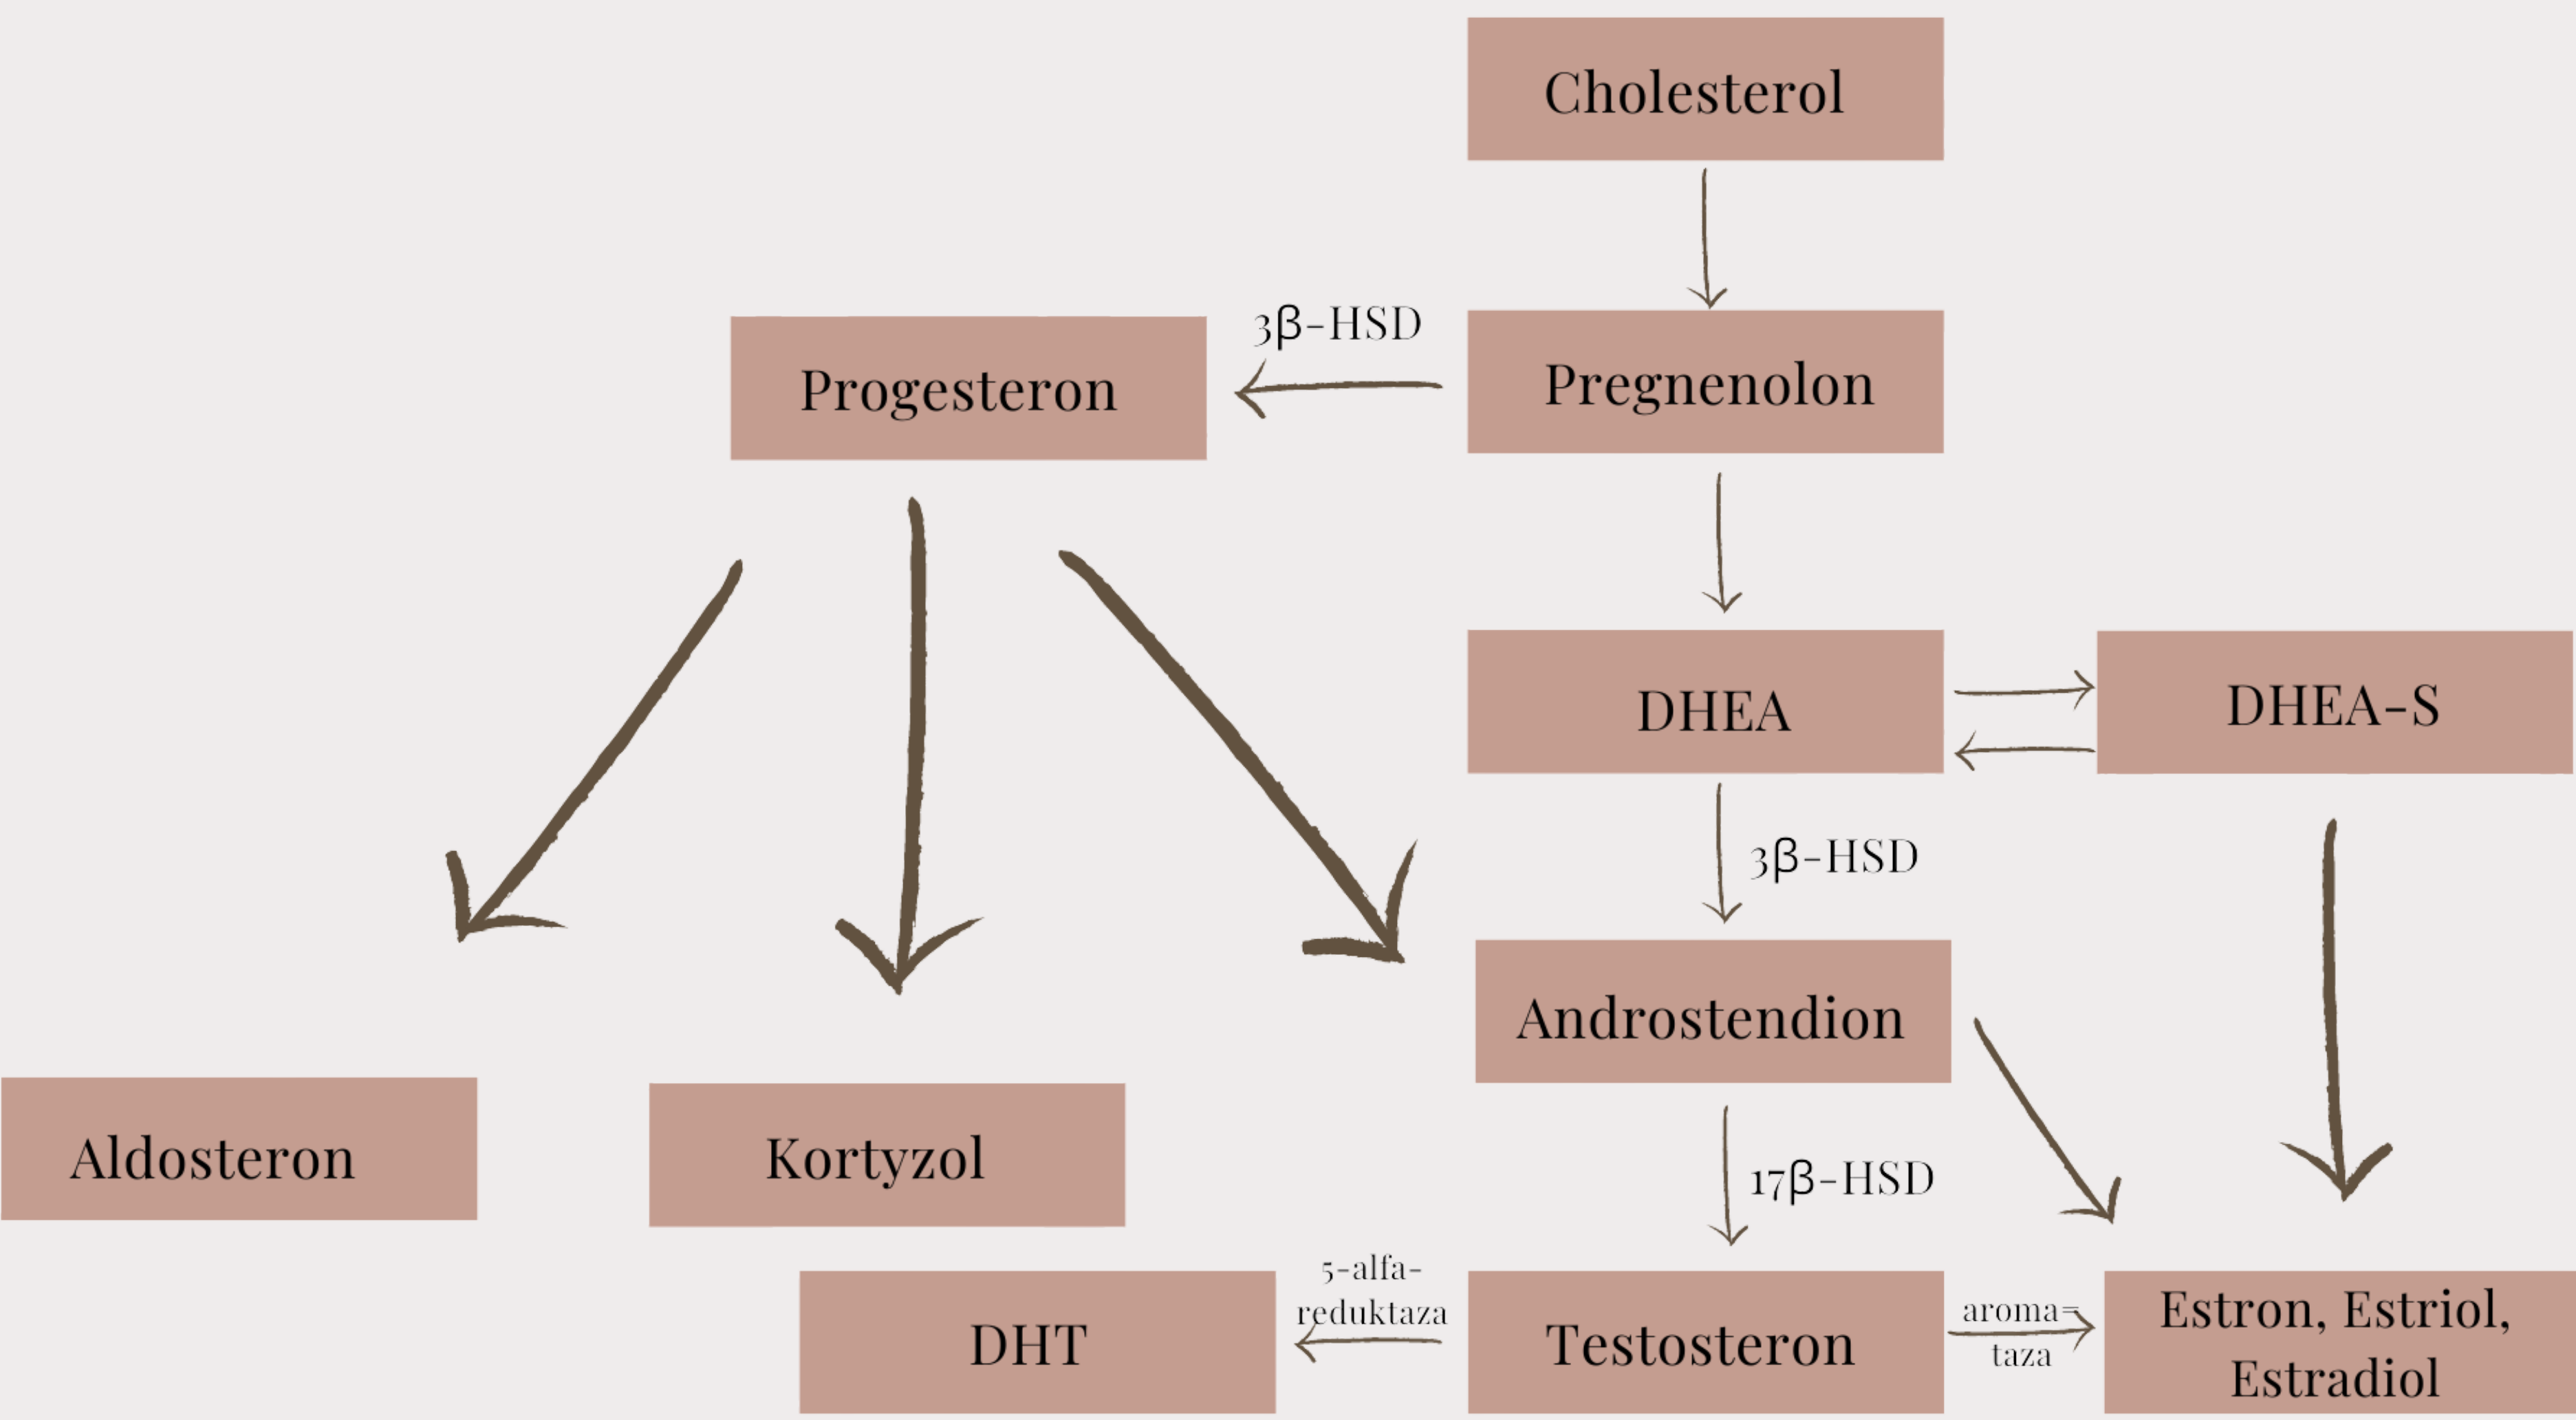 Cholesterol
3β-HSD
Progesteron
Pregnenolon
DHEA
DHEA-S
3β-HSD
Androstendion
Aldosteron
Kortyzol
17β-HSD
5-alfa-
reduktaza
DHT
Testosteron
aroma=
taza
Estron, Estriol,
Estradiol